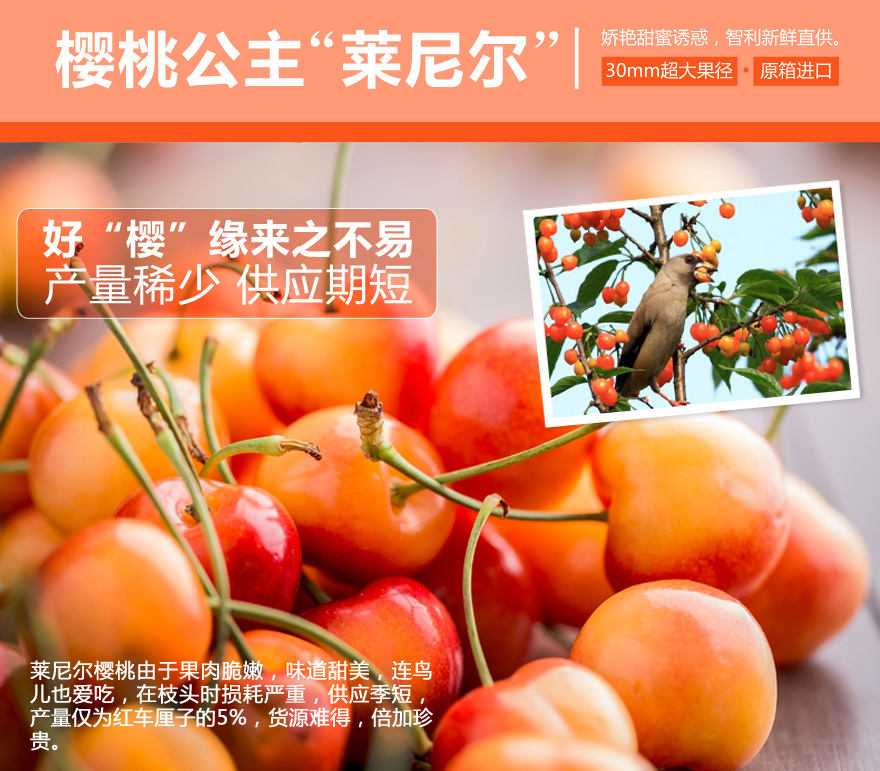 樱桃公主“莱尼尔”
娇艳甜蜜诱惑，智利新鲜直供。
30mm超大果径 · 原箱进口
好“樱”缘来之不易
产量稀少 供应期短
莱尼尔樱桃由于果肉脆嫩，味道甜美，连鸟
儿也爱吃，在枝头时损耗严重，供应季短，
产量仅为红车厘子的5%，货源难得，倍加珍
贵。